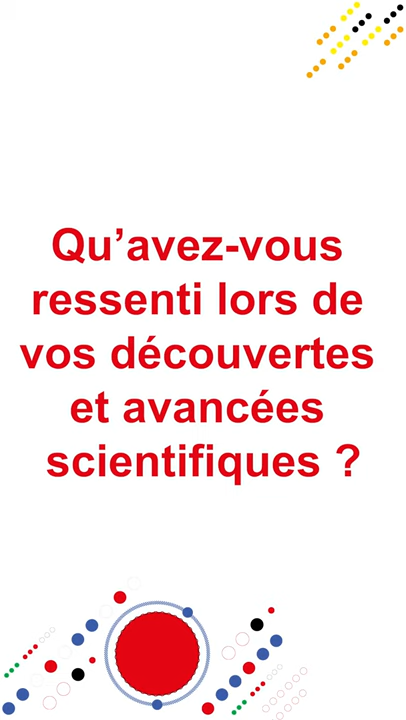 Qu’avez-vous
ressenti lors de
vos découvertes
et avancées
scientifiques ?